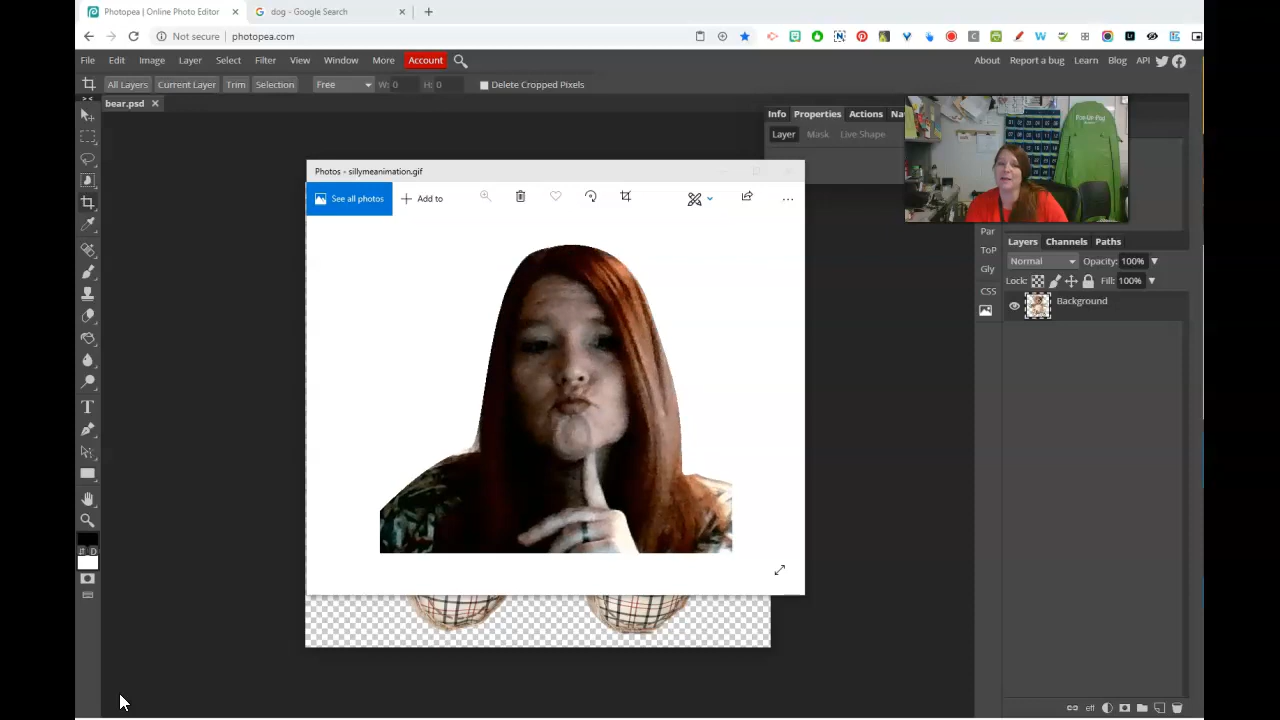 Photopea | Online Photo Editor
dog - Google Search
Not secure
photopea.com
File Edit Image Layer Select Filter View Window More Account
About Report a bug Learn Blog API
All Layers Current Layer Trim Selection Free W: 0 H: 0 Delete Cropped Pixels
bear.psd
Info Properties Actions Na
Layer Mask Live Shape
Photos - sillymeanimation.gif
See all photos
Add to
Par
ToP
Gly
CSS
Layers Channels Paths
Normal Opacity: 100%
Lock: Fill: 100%
Background
T
D
eff